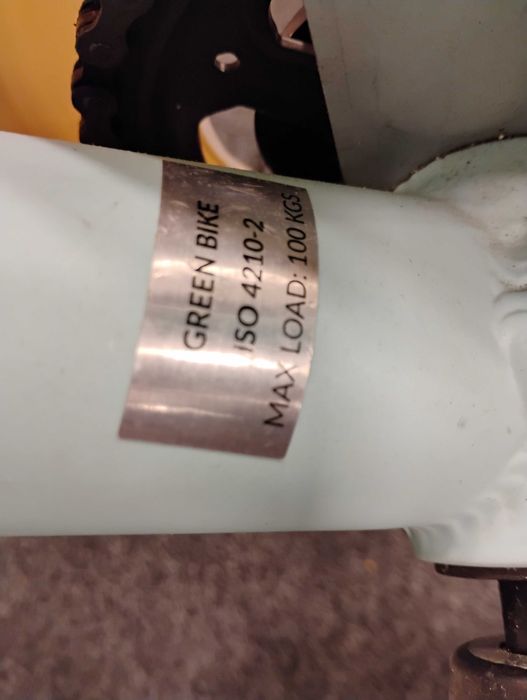 GREEN BIKE
ISO 4210-2
MAX LOAD: 100 KGS